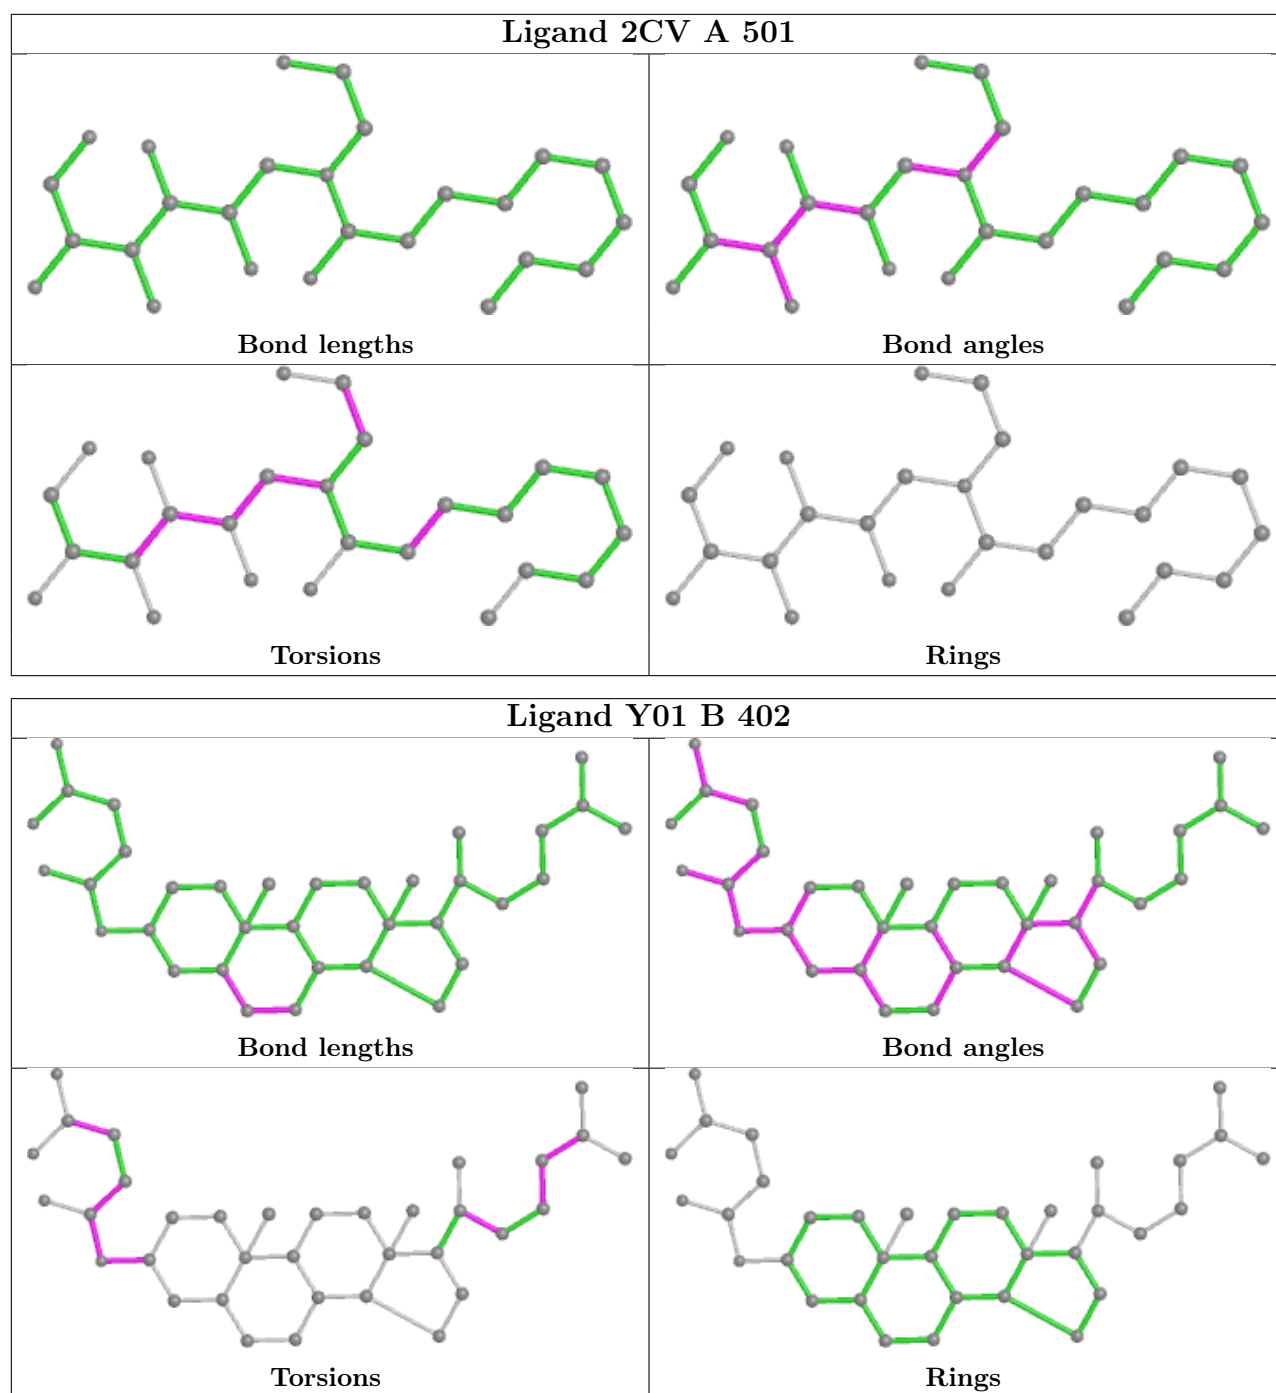 Ligand 2CV A 501
Bond lengths
Bond angles
Torsions
Rings
Ligand Y01 B 402
Bond lengths
Bond angles
Torsions
Rings